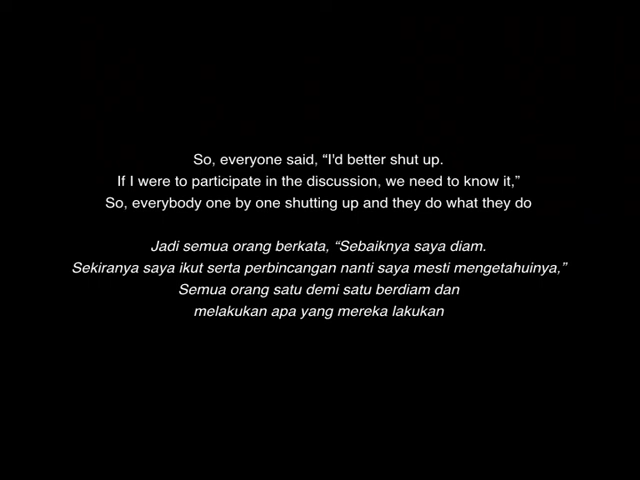 So, everyone said, “I’d better shut up.
If I were to participate in the discussion, we need to know it,”
So, everybody one by one shutting up and they do what they do
Jadi semua orang berkata, “Sebaiknya saya diam.
Sekiranya saya ikut serta perbincangan nanti saya mesti mengetahuinya,”
Semua orang satu demi satu berdiam dan
melakukan apa yang mereka lakukan